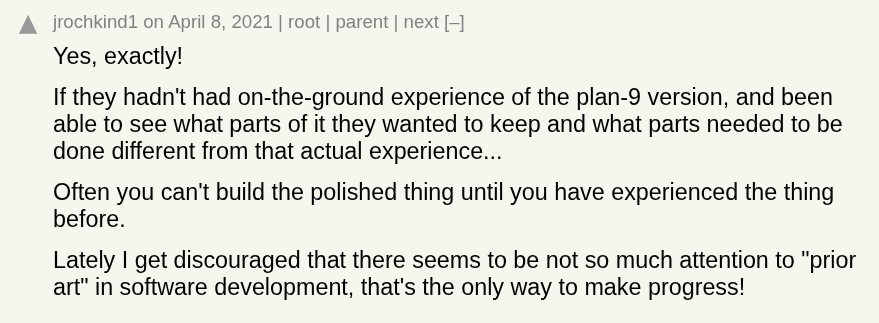 ▲ jrochkind1 on April 8, 2021 | root | parent | next [–]
Yes, exactly!
If they hadn't had on-the-ground experience of the plan-9 version, and been
able to see what parts of it they wanted to keep and what parts needed to be
done different from that actual experience...
Often you can't build the polished thing until you have experienced the thing
before.
Lately I get discouraged that there seems to be not so much attention to "prior
art" in software development, that's the only way to make progress!